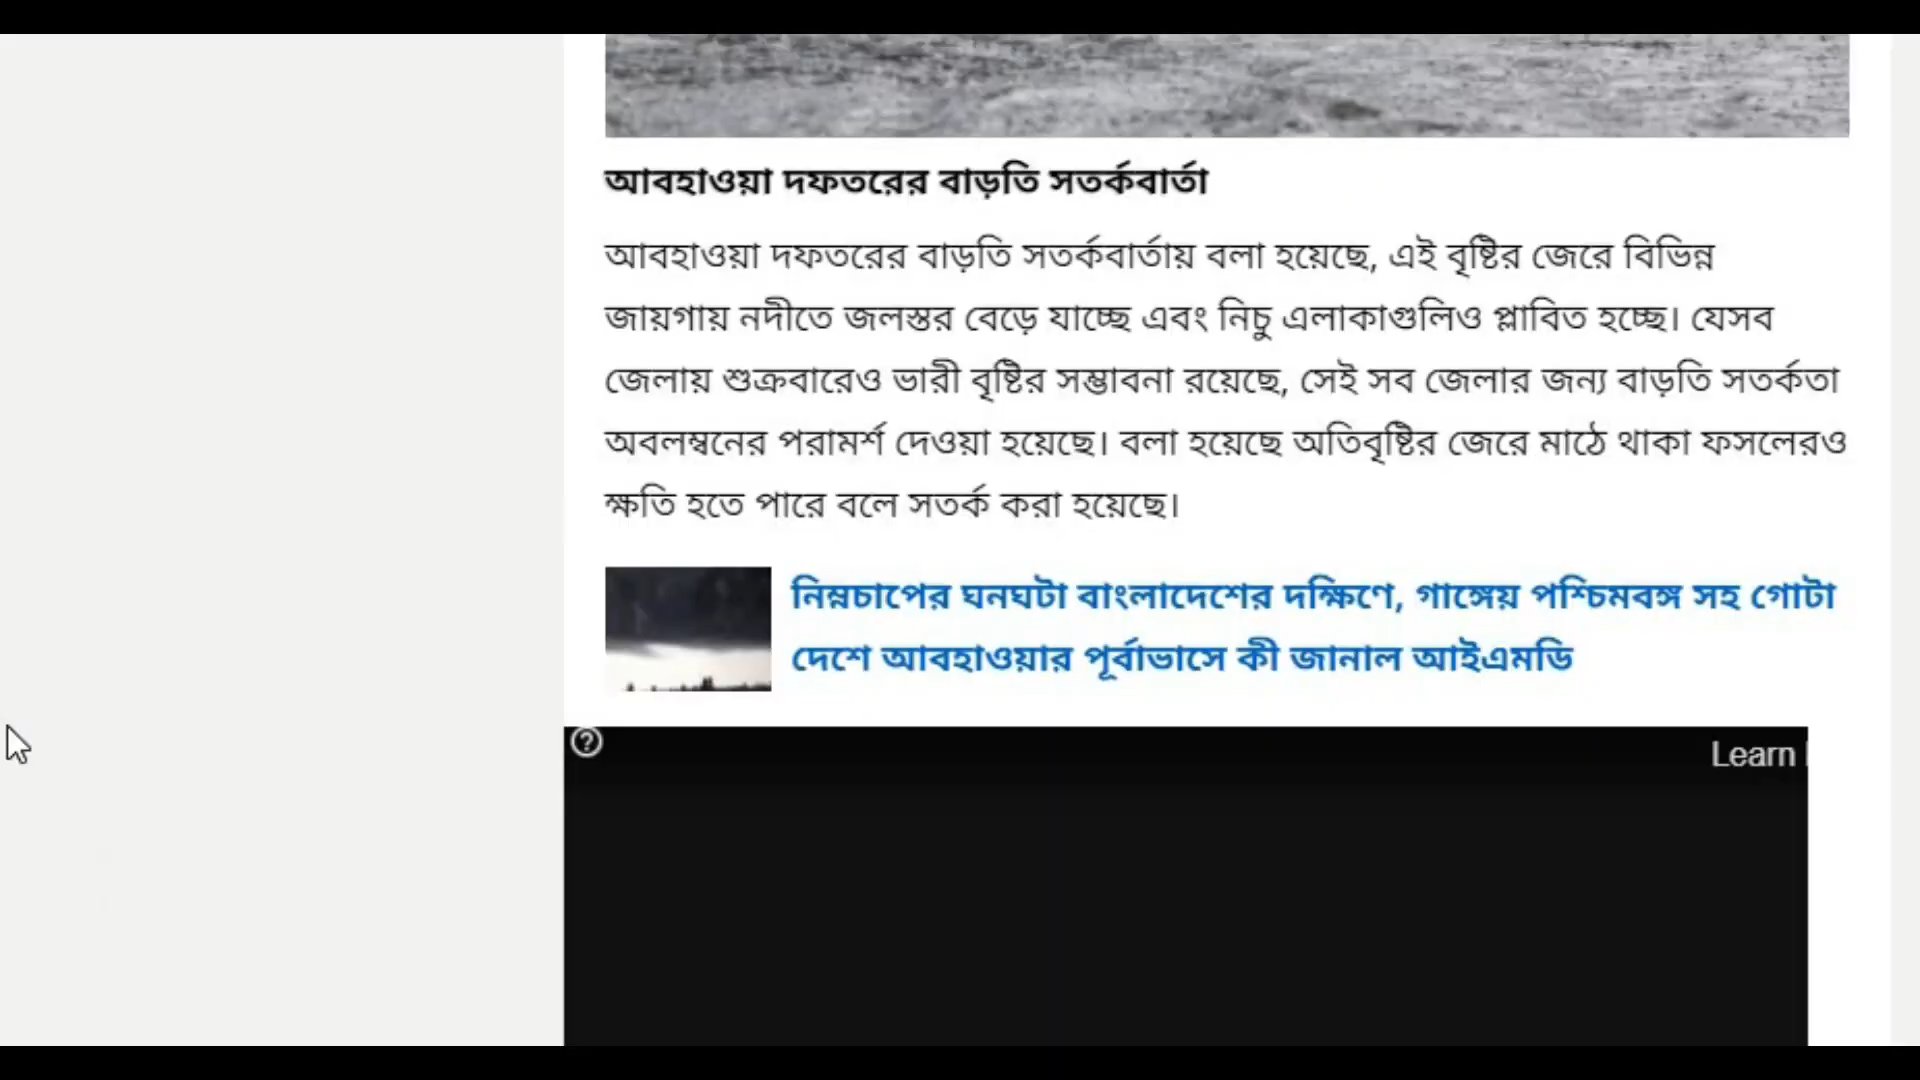 আবহাওয়া দফতরের বাড়তি সতর্কবার্তা
আবহাওয়া দফতরের বাড়তি সতর্কবার্তায় বলা হয়েছে, এই বৃষ্টির জেরে বিভিন্ন
জায়গায় নদীতে জলস্তর বেড়ে যাচ্ছে এবং নিচু এলাকাগুলিও প্লাবিত হচ্ছে। যেসব
জেলায় শুক্রবারেও ভারী বৃষ্টির সম্ভাবনা রয়েছে, সেই সব জেলার জন্য বাড়তি সতর্কতা
অবলম্বনের পরামর্শ দেওয়া হয়েছে। বলা হয়েছে অতিবৃষ্টির জেরে মাঠে থাকা ফসলেরও
ক্ষতি হতে পারে বলে সতর্ক করা হয়েছে।
নিম্নচাপের ঘনঘটা বাংলাদেশের দক্ষিণে, গাঙ্গেয় পশ্চিমবঙ্গ সহ গোটা
দেশে আবহাওয়ার পূর্বাভাসে কী জানাল আইএমডি
Learn